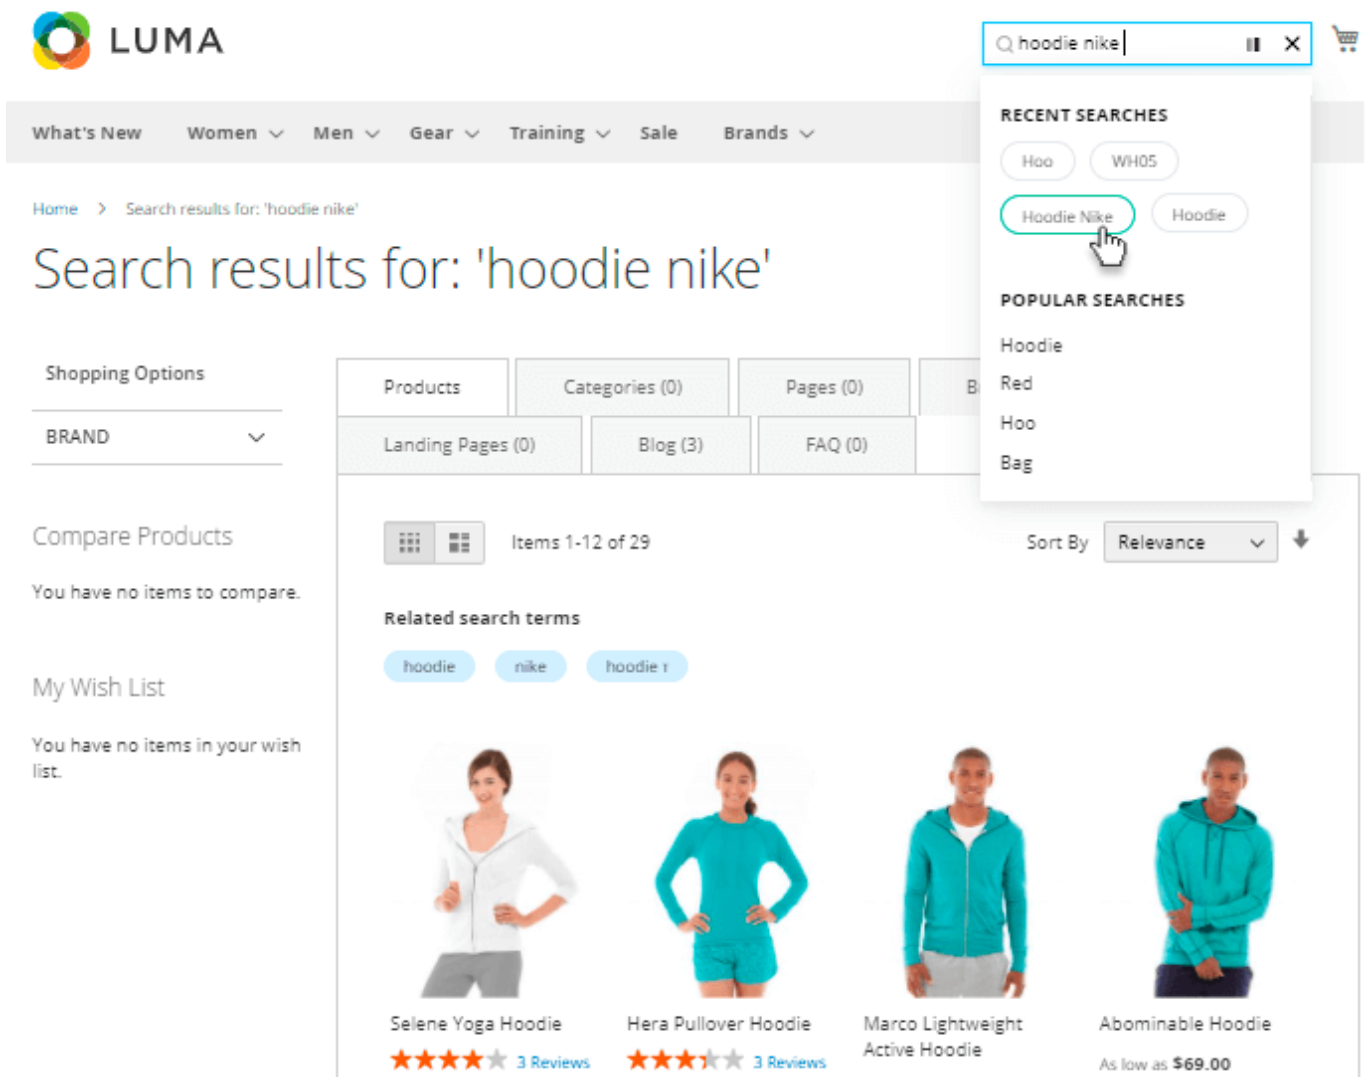 LUMA
hoodie nike
What's New Women Men Gear Training Sale Brands
RECENT SEARCHES
Hoo WH05
Hoodie Nike Hoodie
POPULAR SEARCHES
Hoodie
Red
Hoo
Bag
Home > Search results for: 'hoodie nike'
Search results for: 'hoodie nike'
Shopping Options
BRAND
Compare Products
You have no items to compare.
My Wish List
You have no items in your wish
list.
Products Categories (0) Pages (0)
Landing Pages (0) Blog (3) FAQ (0)
Items 1-12 of 29
Sort By Relevance
Related search terms
hoodie nike hoodie
Selene Yoga Hoodie
3 Reviews
Hera Pullover Hoodie
3 Reviews
Marco Lightweight
Active Hoodie
Abominable Hoodie
As low as $69.00